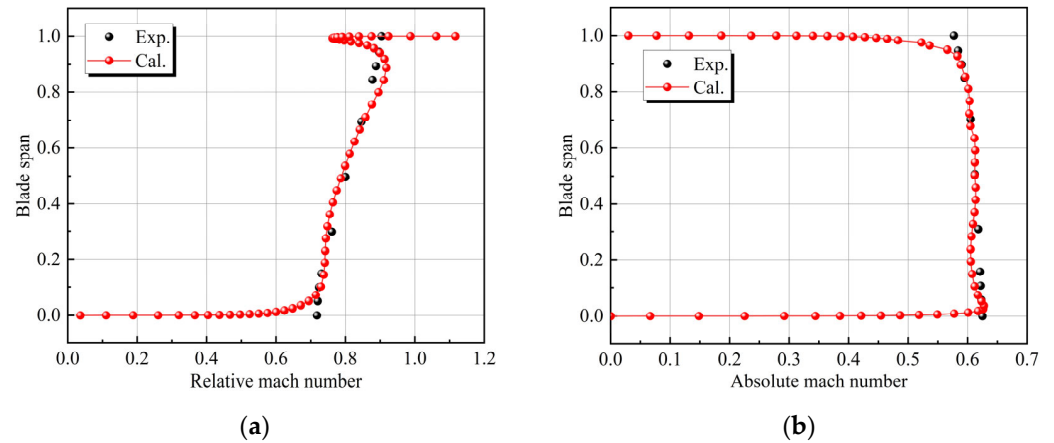 1.0
0.8
0.6
0.4
0.2
0.0
Blade span
Exp.
Cal.
0.0 0.2 0.4 0.6 0.8 1.0 1.2
Relative mach number
(a)
1.0
0.8
0.6
0.4
0.2
0.0
Blade span
Exp.
Cal.
0.0 0.1 0.2 0.3 0.4 0.5 0.6 0.7
Absolute mach number
(b)